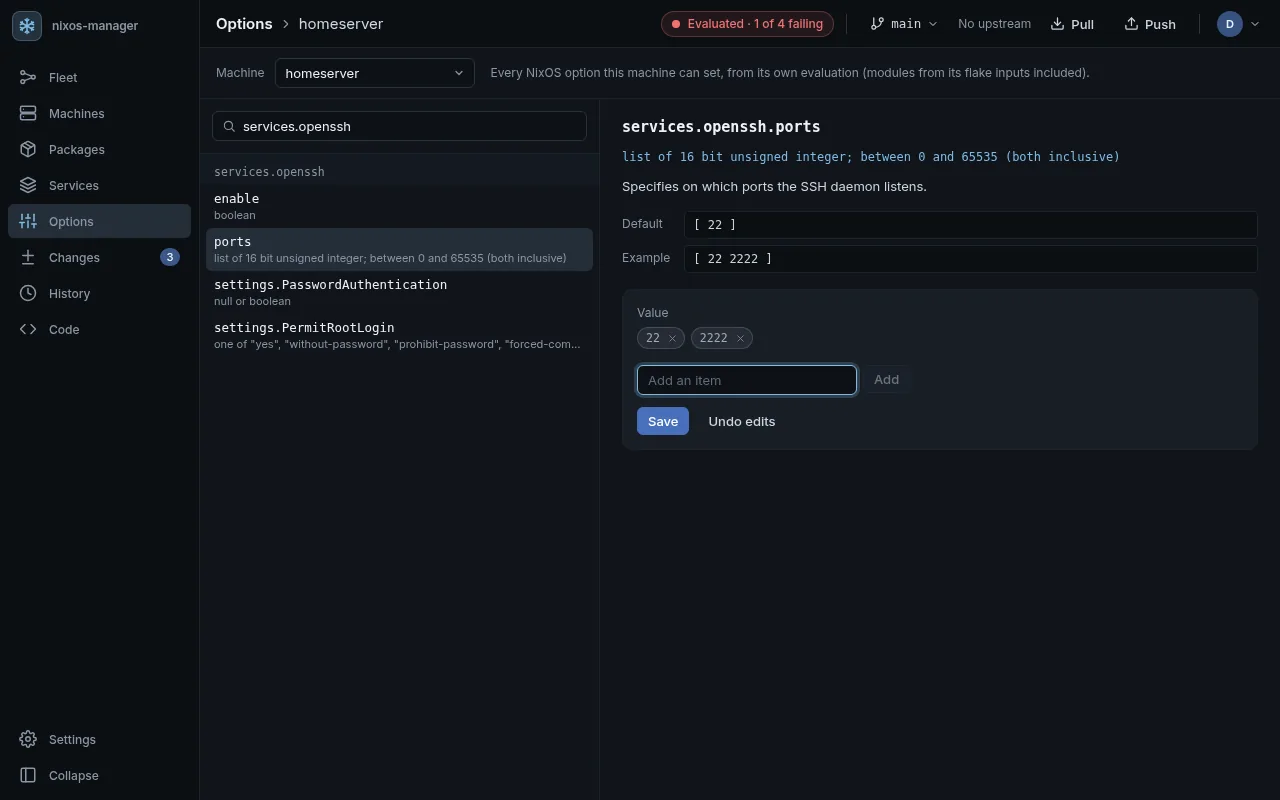 nixos-manager
Options > homeserver
Evaluated · 1 of 4 failing
main
No upstream
Pull
Push
D
Fleet
Machines
Packages
Services
Options
Changes
3
History
Code
Settings
Collapse
Machine
homeserver
Every NixOS option this machine can set, from its own evaluation (modules from its flake inputs included).
services.openssh
services.openssh
enable
boolean
ports
list of 16 bit unsigned integer; between 0 and 65535 (both inclusive)
settings.PasswordAuthentication
null or boolean
settings.PermitRootLogin
one of "yes", "without-password", "prohibit-password", "forced-com...
services.openssh.ports
list of 16 bit unsigned integer; between 0 and 65535 (both inclusive)
Specifies on which ports the SSH daemon listens.
Default
[ 22 ]
Example
[ 22 2222 ]
Value
22 ×
2222 ×
Add an item
Add
Save
Undo edits